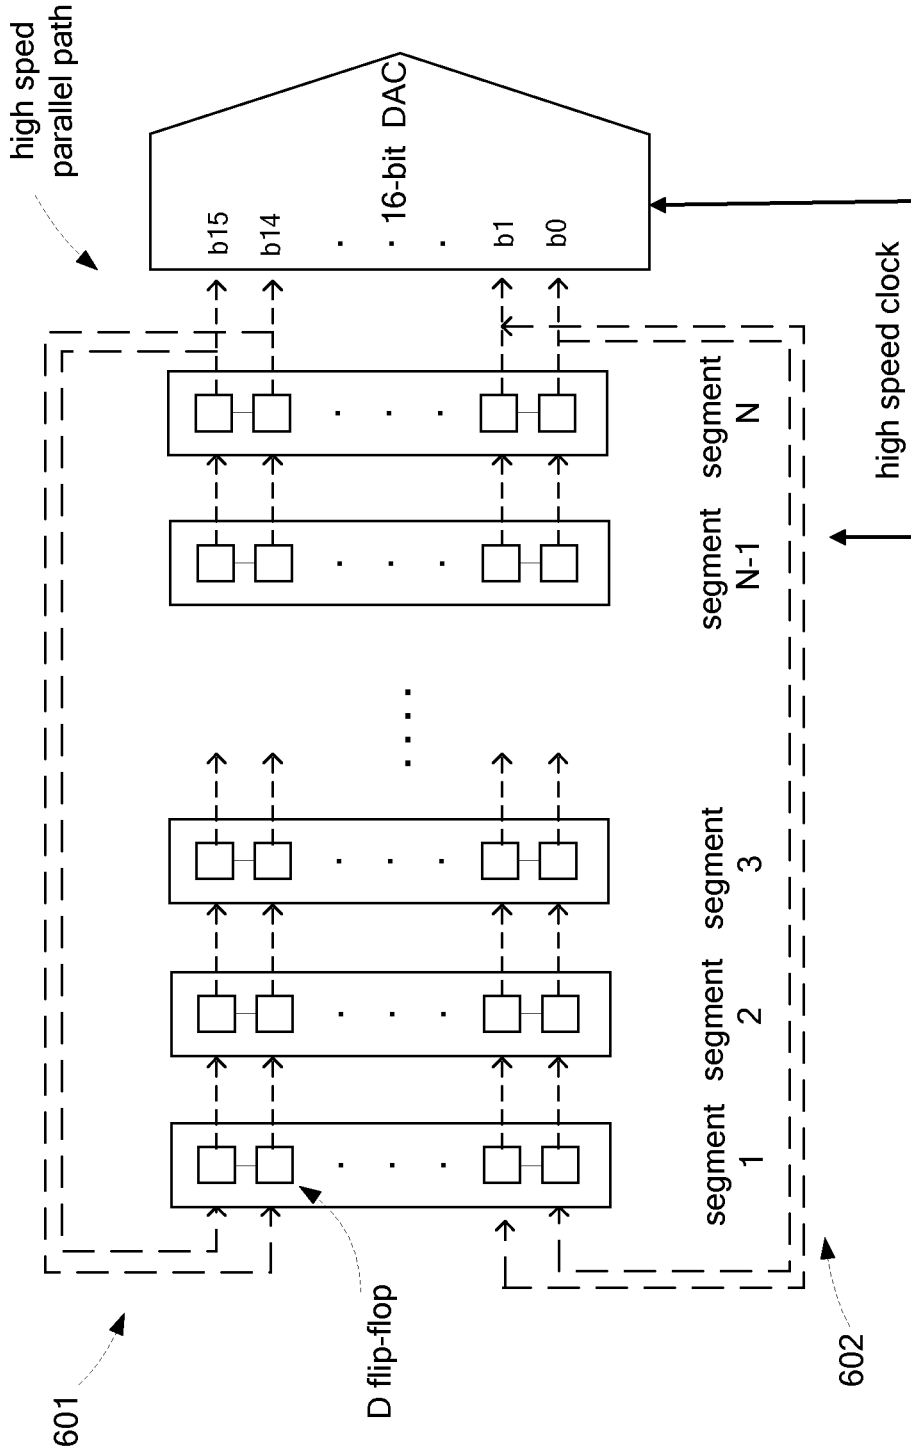 high sped
parallel path
b15
b14
. . .
16-bit DAC
b1
b0
high speed clock
segment
N
segment
N-1
. . . .
segment
3
segment
2
segment
1
D flip-flop
601
602